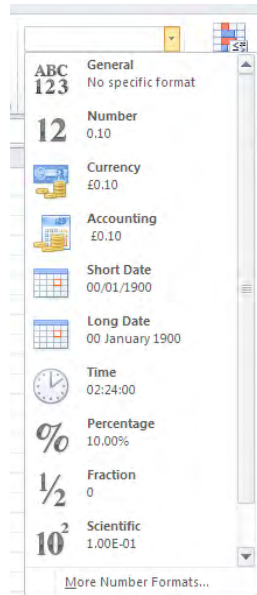 ABC
123
General
No specific format
12
Number
0.10
Currency
£0.10
Accounting
£0.10
Short Date
00/01/1900
Long Date
00 January 1900
Time
02:24:00
%
Percentage
10.00%
1/2
Fraction
0
10²
Scientific
1.00E-01
More Number Formats...